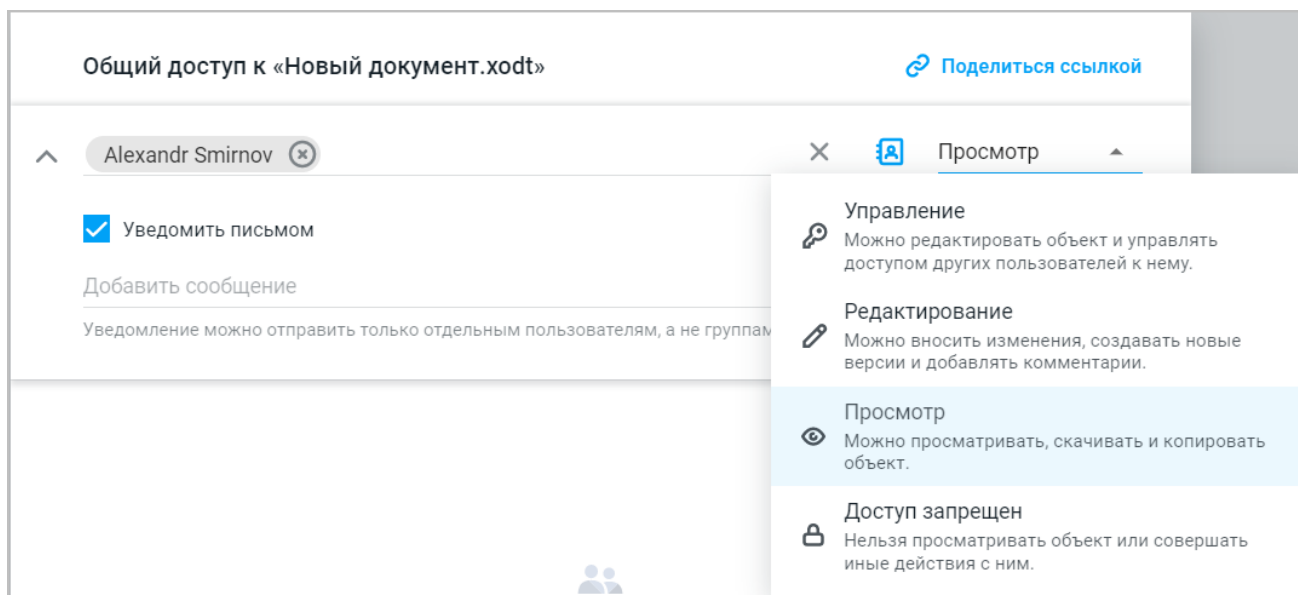 Общий доступ к «Новый документ.xodt»
Поделиться ссылкой
Alexandr Smirnov
Просмотр
Уведомить письмом
Добавить сообщение
Уведомление можно отправить только отдельным пользователям, а не группам
Управление
Можно редактировать объект и управлять
доступом других пользователей к нему.
Редактирование
Можно вносить изменения, создавать новые
версии и добавлять комментарии.
Просмотр
Можно просматривать, скачивать и копировать
объект.
Доступ запрещен
Нельзя просматривать объект или совершать
иные действия с ним.